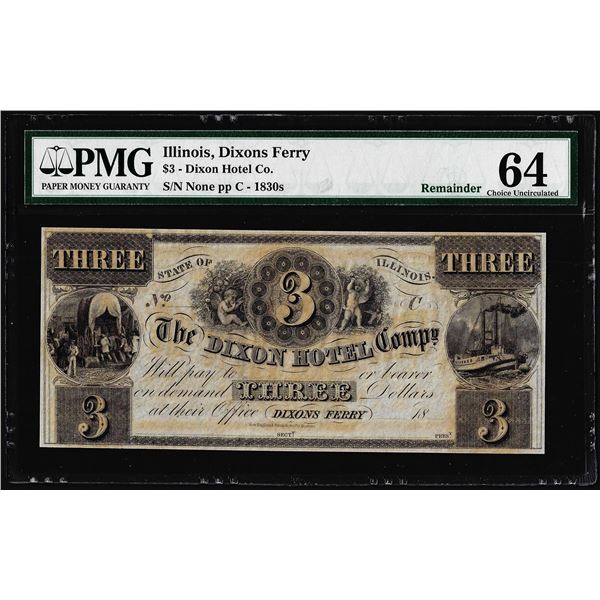 PMG
PAPER MONEY GUARANTY
Illinois, Dixons Ferry
$3 - Dixon Hotel Co.
S/N None pp C - 1830s
Remainder
64
Choice Uncirculated
THREE
STATE OF
ILLINOIS.
THREE
No
3
C
The DIXON HOTEL Compy
Will pay to or bearer
on demand THREE Dollars
at their Office DIXONS FERRY 18
3
3
SECTY
PREST